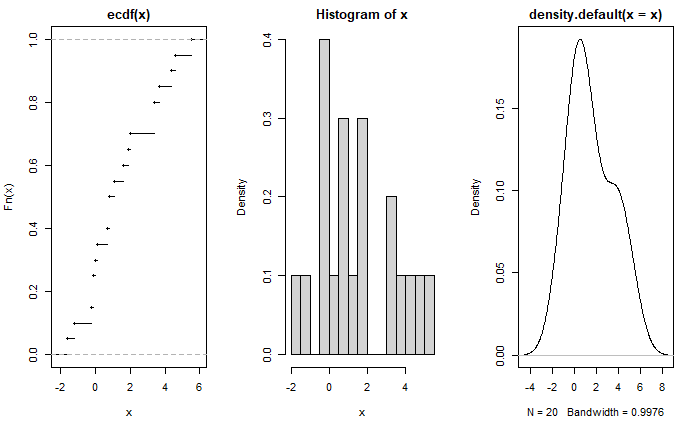 ecdf(x)
Fn(x)
1.0
0.8
0.6
0.4
0.2
0.0
-2 0 2 4 6
x
Histogram of x
Density
0.4
0.3
0.2
0.1
0.0
-2 0 2 4
x
density.default(x = x)
Density
0.15
0.10
0.05
0.00
-4 -2 0 2 4 6 8
N = 20 Bandwidth = 0.9976